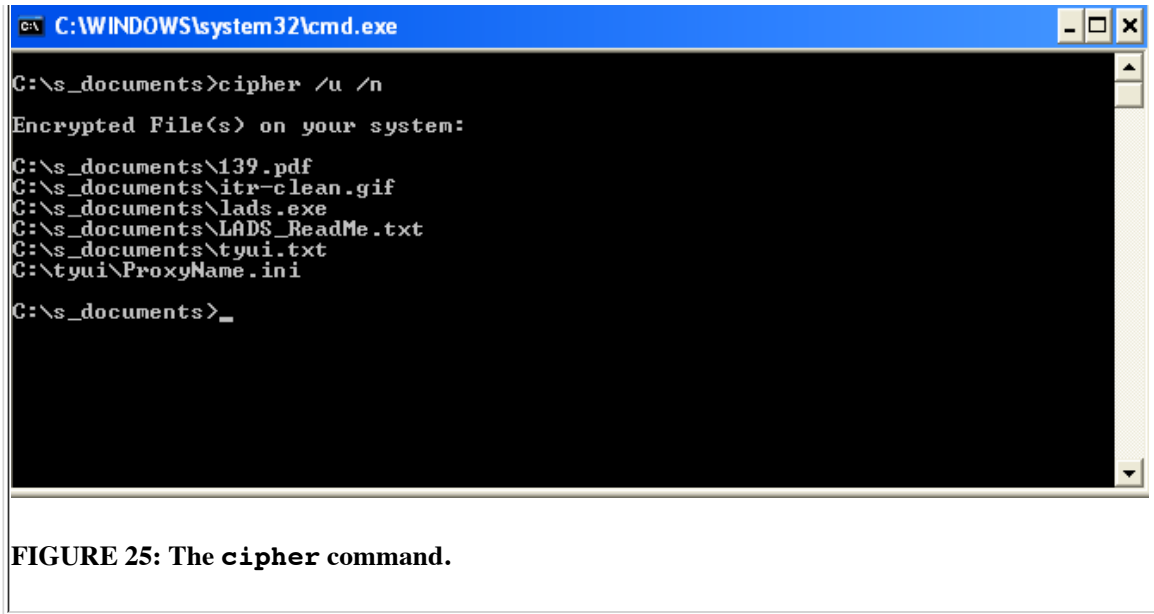 C:\WINDOWS\system32\cmd.exe
C:\s_documents>cipher /u /n
Encrypted File(s) on your system:
C:\s_documents\139.pdf
C:\s_documents\itr-clean.gif
C:\s_documents\lads.exe
C:\s_documents\LADS_ReadMe.txt
C:\s_documents\tyui.txt
C:\tyui\ProxyName.ini
C:\s_documents>_
FIGURE 25: The cipher command.